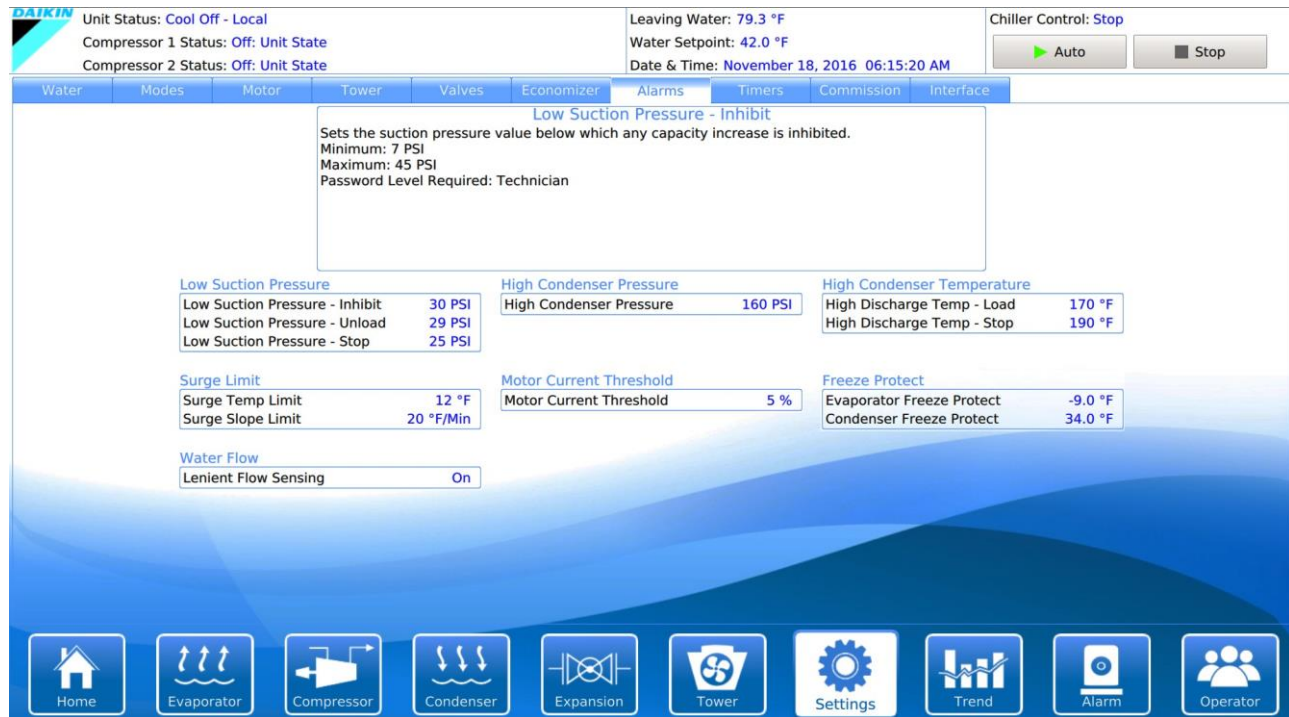 DAIKIN
Unit Status: Cool Off - Local
Compressor 1 Status: Off: Unit State
Compressor 2 Status: Off: Unit State
Leaving Water: 79.3 °F
Water Setpoint: 42.0 °F
Date & Time: November 18, 2016 06:15:20 AM
Chiller Control: Stop
Auto Stop
Water Modes Motor Tower Valves Economizer Alarms Timers Commission Interface
Low Suction Pressure - Inhibit
Sets the suction pressure value below which any capacity increase is inhibited.
Minimum: 7 PSI
Maximum: 45 PSI
Password Level Required: Technician
Low Suction Pressure
Low Suction Pressure - Inhibit 30 PSI
Low Suction Pressure - Unload 29 PSI
Low Suction Pressure - Stop 25 PSI
High Condenser Pressure
High Condenser Pressure 160 PSI
High Condenser Temperature
High Discharge Temp - Load 170 °F
High Discharge Temp - Stop 190 °F
Surge Limit
Surge Temp Limit 12 °F
Surge Slope Limit 20 °F/Min
Motor Current Threshold
Motor Current Threshold 5 %
Freeze Protect
Evaporator Freeze Protect -9.0 °F
Condenser Freeze Protect 34.0 °F
Water Flow
Lenient Flow Sensing On
Home Evaporator Compressor Condenser Expansion Tower Settings Trend Alarm Operator